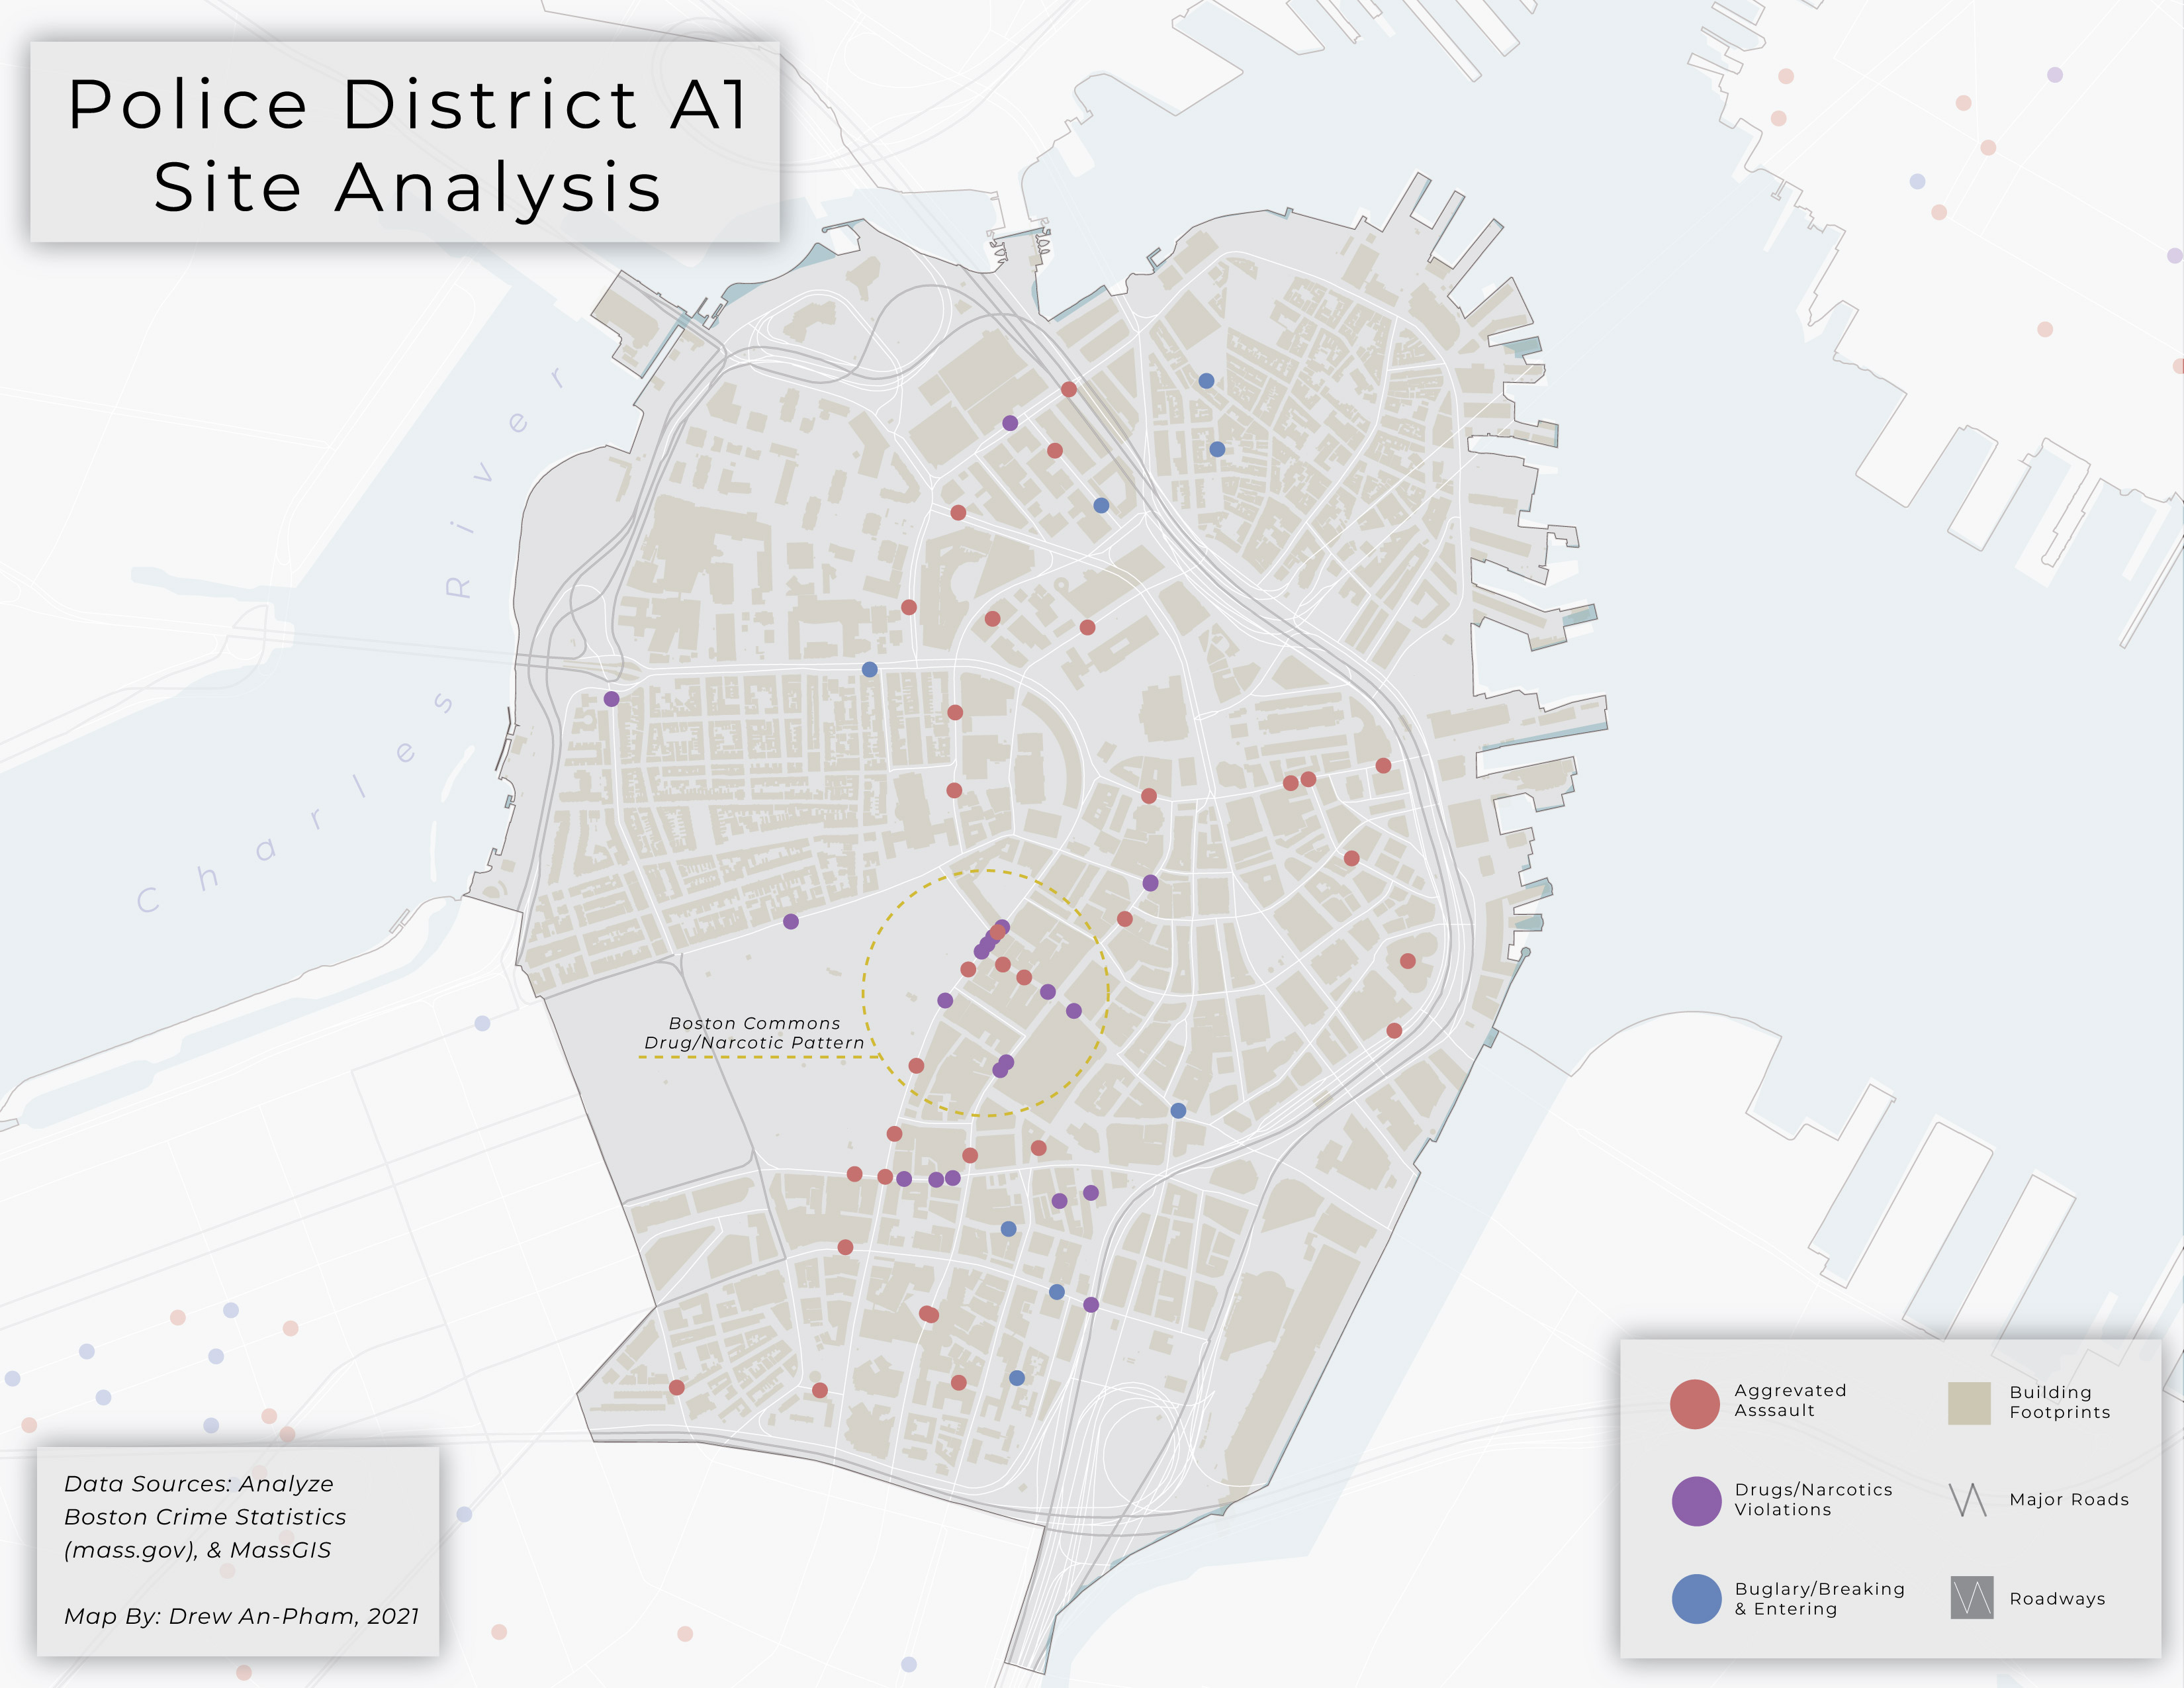 Police District A1
Site Analysis
Charles River
Boston Commons
Drug/Narcotic Pattern
Data Sources: Analyze
Boston Crime Statistics
(mass.gov), & MassGIS
Map By: Drew An-Pham, 2021
Aggrevated
Asssault
Building
Footprints
Drugs/Narcotics
Violations
Major Roads
Buglary/Breaking
& Entering
Roadways